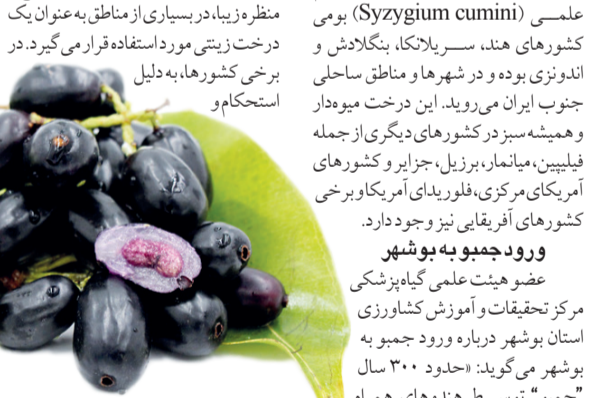 علمی (Syzygium cumini) بومی
کشورهای هند، سریلانکا، بنگلادش و
اندونزی بوده و در شهرها و مناطق ساحلی
جنوب ایران می‌روید. این درخت میوه‌دار
و همیشه سبز در کشورهای دیگری از جمله
فیلیپین، میانمار، برزیل، جزایر و کشورهای
آمریکای مرکزی، فلوریدای آمریکا و برخی
کشورهای آفریقایی نیز وجود دارد.
ورود جمبو به بوشهر
عضو هیئت علمی گیاه‌پزشکی
مرکز تحقیقات و آموزش کشاورزی
استان بوشهر درباره ورود جمبو به
بوشهر می‌گوید: «حدود ۳۰۰ سال
منظره زیبا، در بسیاری از مناطق به عنوان یک
درخت زینتی مورد استفاده قرار می‌گیرد. در
برخی کشورها، به دلیل
استحکام و